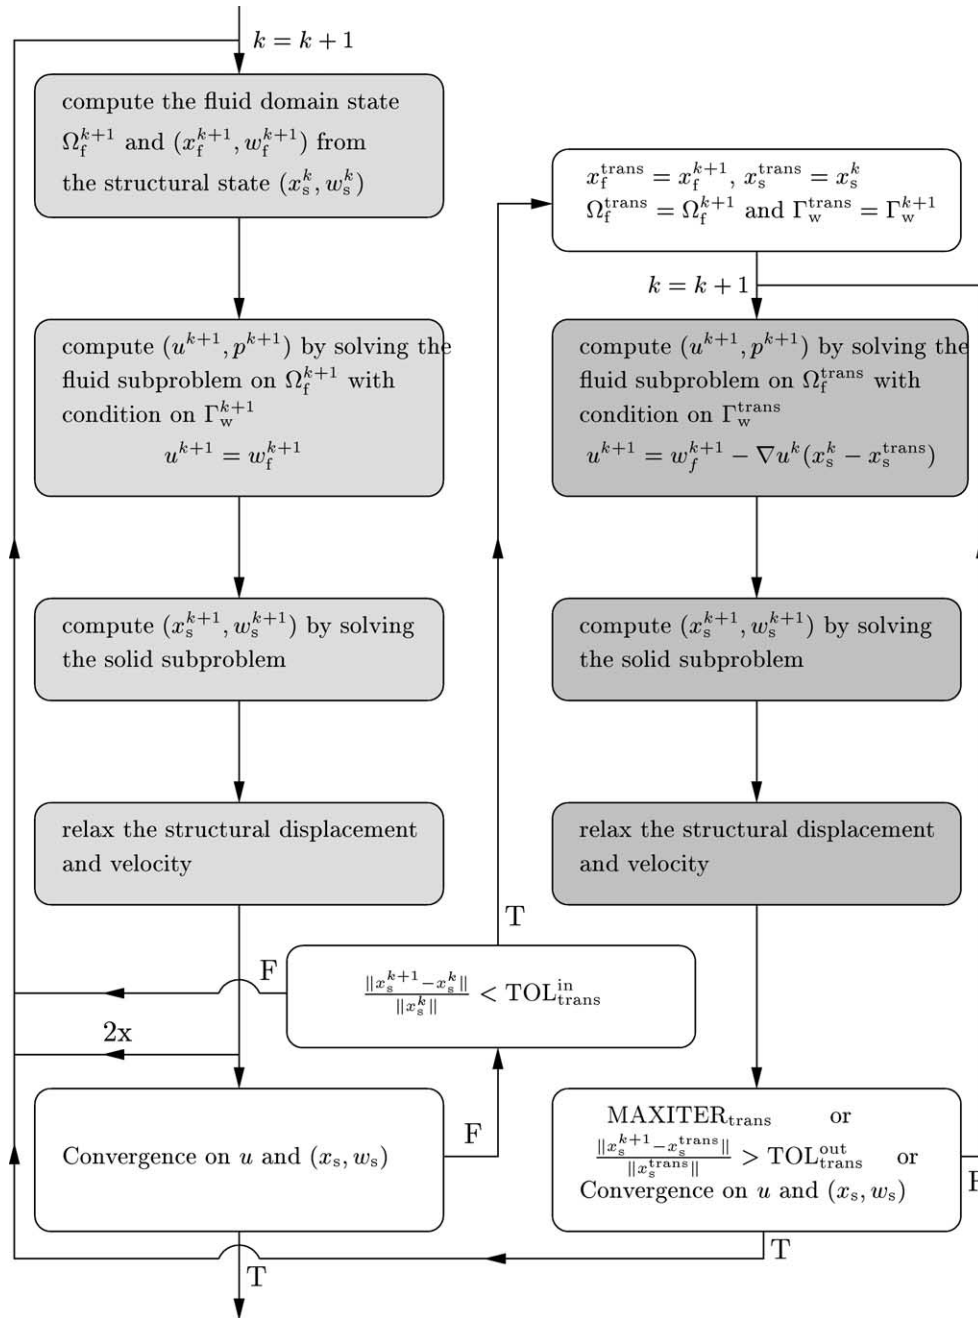 k = k + 1
compute the fluid domain state
Ω_f^{k+1} and (x_f^{k+1}, w_f^{k+1}) from
the structural state (x_s^k, w_s^k)
compute (u^{k+1}, p^{k+1}) by solving the
fluid subproblem on Ω_f^{k+1} with
condition on Γ_w^{k+1}
u^{k+1} = w_f^{k+1}
compute (x_s^{k+1}, w_s^{k+1}) by solving
the solid subproblem
relax the structural displacement
and velocity
F
2x
Convergence on u and (x_s, w_s)
F
T
‖x_s^{k+1} − x_s^k‖ / ‖x_s^k‖ < TOL_trans^in
T
x_f^trans = x_f^{k+1}, x_s^trans = x_s^k
Ω_f^trans = Ω_f^{k+1} and Γ_w^trans = Γ_w^{k+1}
k = k + 1
compute (u^{k+1}, p^{k+1}) by solving the
fluid subproblem on Ω_f^trans with
condition on Γ_w^trans
u^{k+1} = w_f^{k+1} − ∇u^k(x_s^k − x_s^trans)
compute (x_s^{k+1}, w_s^{k+1}) by solving
the solid subproblem
relax the structural displacement
and velocity
MAXITER_trans or
‖x_s^{k+1} − x_s^trans‖ / ‖x_s^trans‖ > TOL_trans^out or
Convergence on u and (x_s, w_s)
F
T